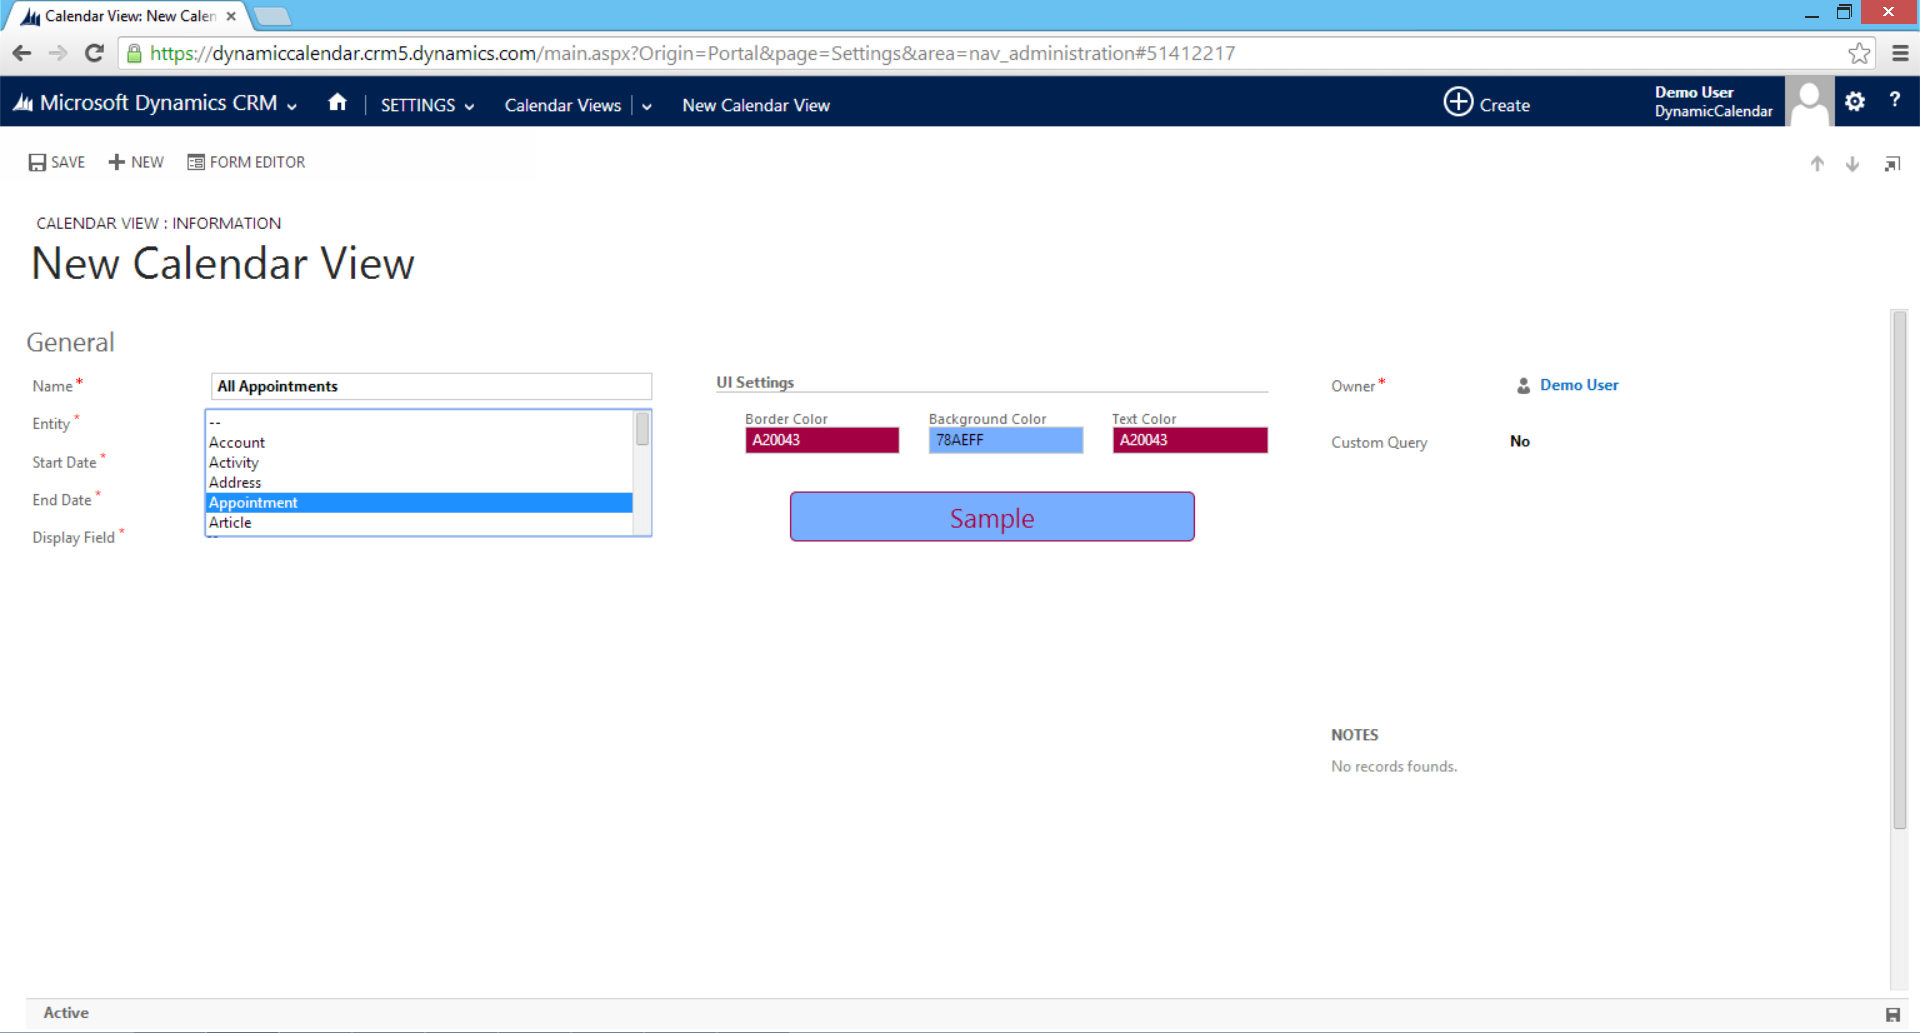 Calendar View: New Calen
https://dynamiccalendar.crm5.dynamics.com/main.aspx?Origin=Portal&page=Settings&area=nav_administration#51412217
Microsoft Dynamics CRM
SETTINGS
Calendar Views
New Calendar View
Create
Demo User
DynamicCalendar
?
SAVE
NEW
FORM EDITOR
CALENDAR VIEW : INFORMATION
New Calendar View
General
Name *
All Appointments
Entity *
Start Date *
End Date *
Display Field *
--
Account
Activity
Address
Appointment
Article
--
UI Settings
Border Color
A20043
Background Color
78AEFF
Text Color
A20043
Sample
Owner *
Demo User
Custom Query
No
NOTES
No records founds.
Active